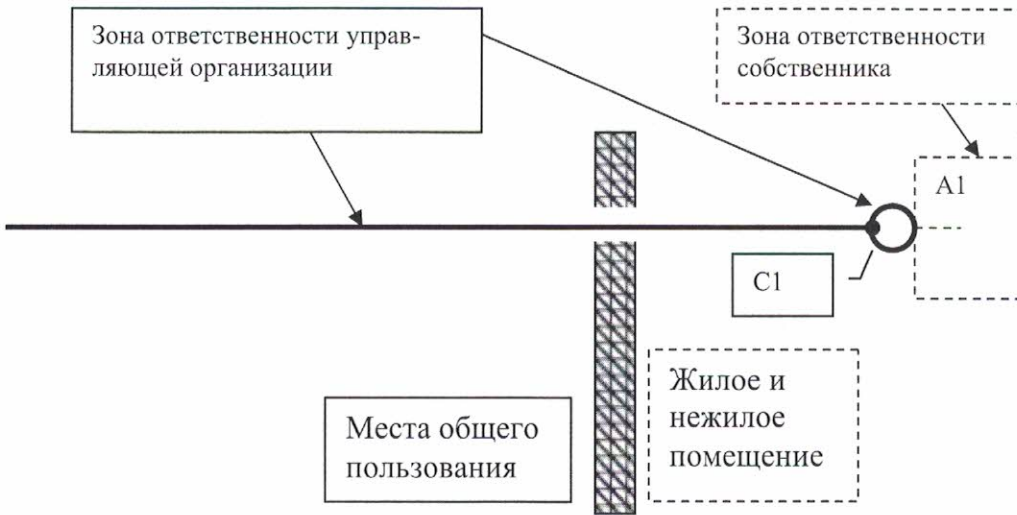 Зона ответственности управ-
ляющей организации
Зона ответственности
собственника
А1
С1
Жилое и
нежилое
помещение
Места общего
пользования